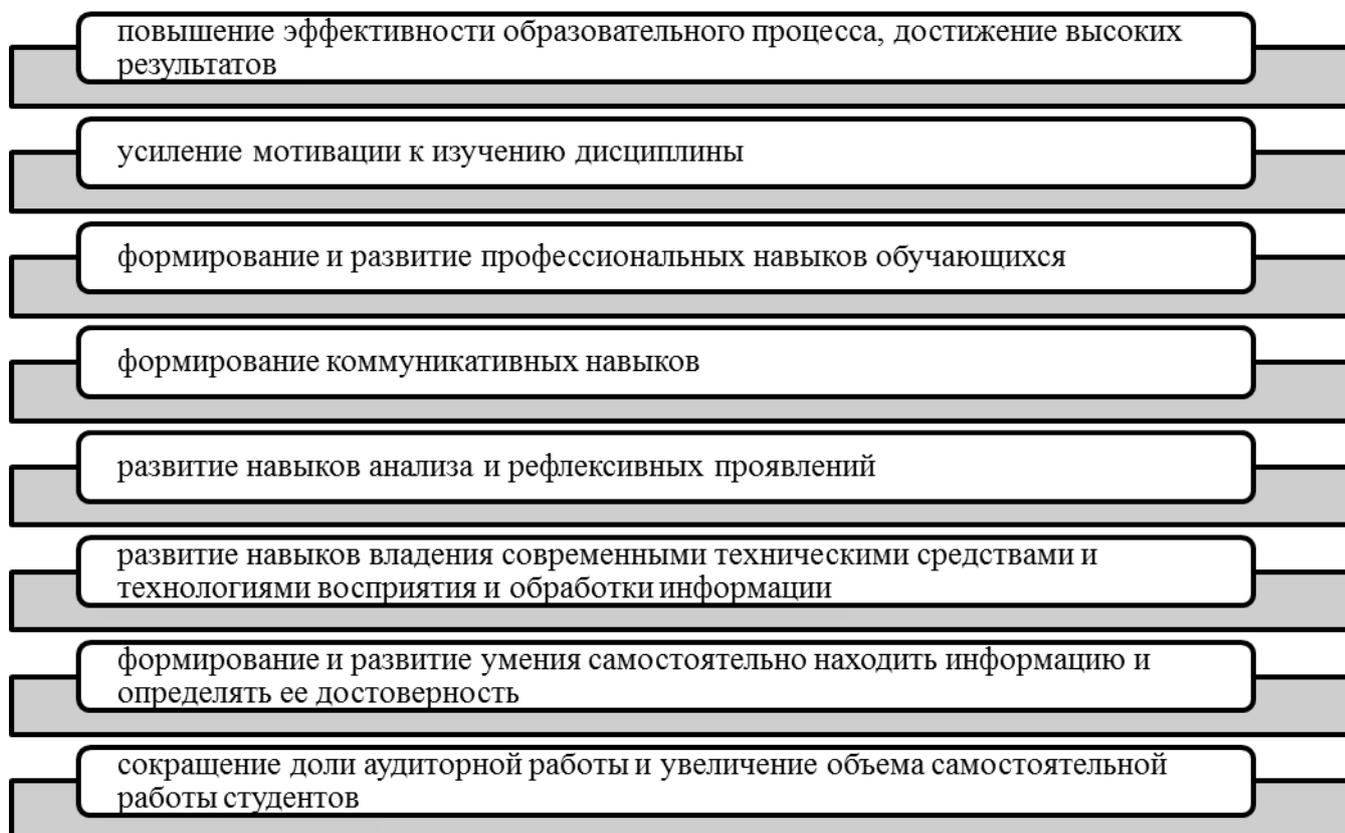 повышение эффективности образовательного процесса, достижение высоких
результатов
усиление мотивации к изучению дисциплины
формирование и развитие профессиональных навыков обучающихся
формирование коммуникативных навыков
развитие навыков анализа и рефлексивных проявлений
развитие навыков владения современными техническими средствами и
технологиями восприятия и обработки информации
формирование и развитие умения самостоятельно находить информацию и
определять ее достоверность
сокращение доли аудиторной работы и увеличение объема самостоятельной
работы студентов